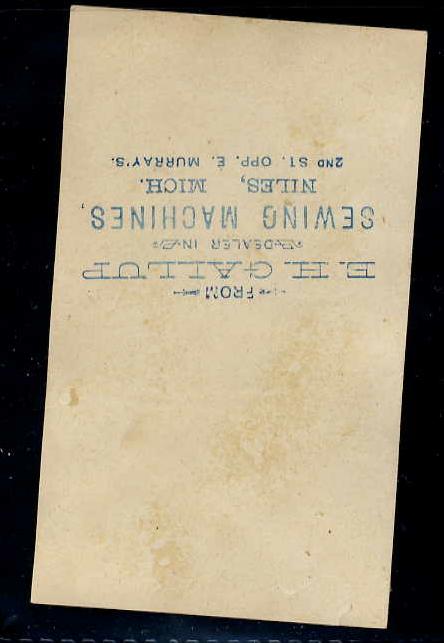 FROM
E. H. GALLUP
DEALER IN
SEWING MACHINES,
NILES, MICH.
2ND ST. OPP. E. MURRAY'S.